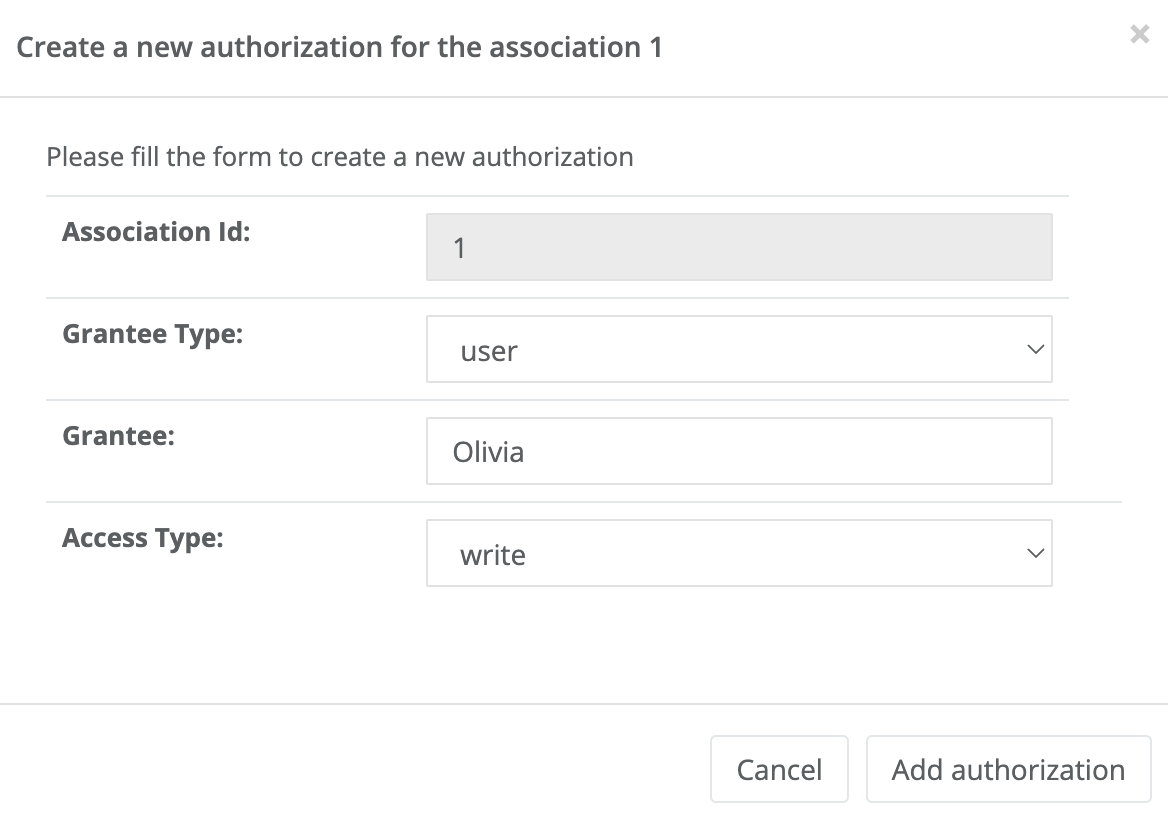 Create a new authorization for the association 1
Please fill the form to create a new authorization
Association Id:
1
Grantee Type:
user
Grantee:
Olivia
Access Type:
write
Cancel
Add authorization